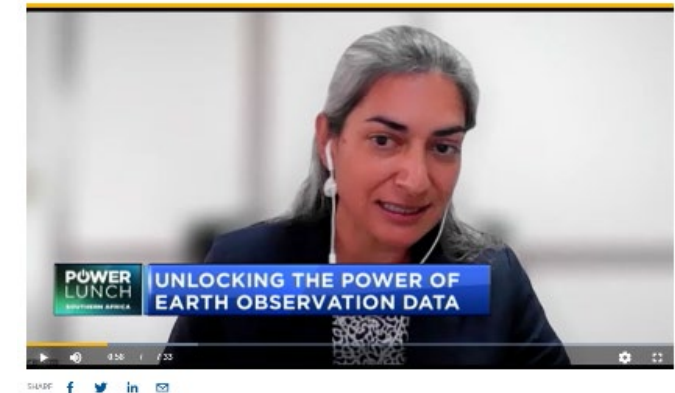 POWER
LUNCH
SOUTHERN AFRICA
UNLOCKING THE POWER OF
EARTH OBSERVATION DATA
0:56 / 7:33
SHARE